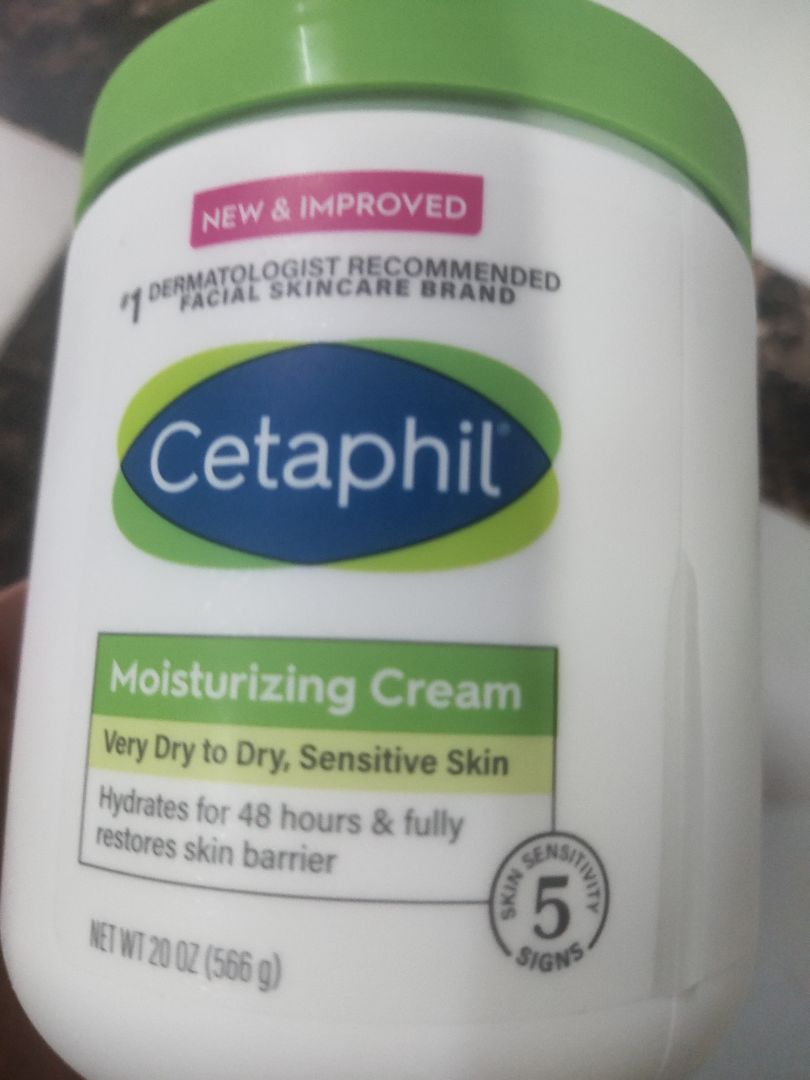 NEW & IMPROVED
#1 DERMATOLOGIST RECOMMENDED
FACIAL SKINCARE BRAND
Cetaphil®
Moisturizing Cream
Very Dry to Dry, Sensitive Skin
Hydrates for 48 hours & fully
restores skin barrier
SKIN SENSITIVITY
5
SIGNS
NET WT 20 OZ (566 g)